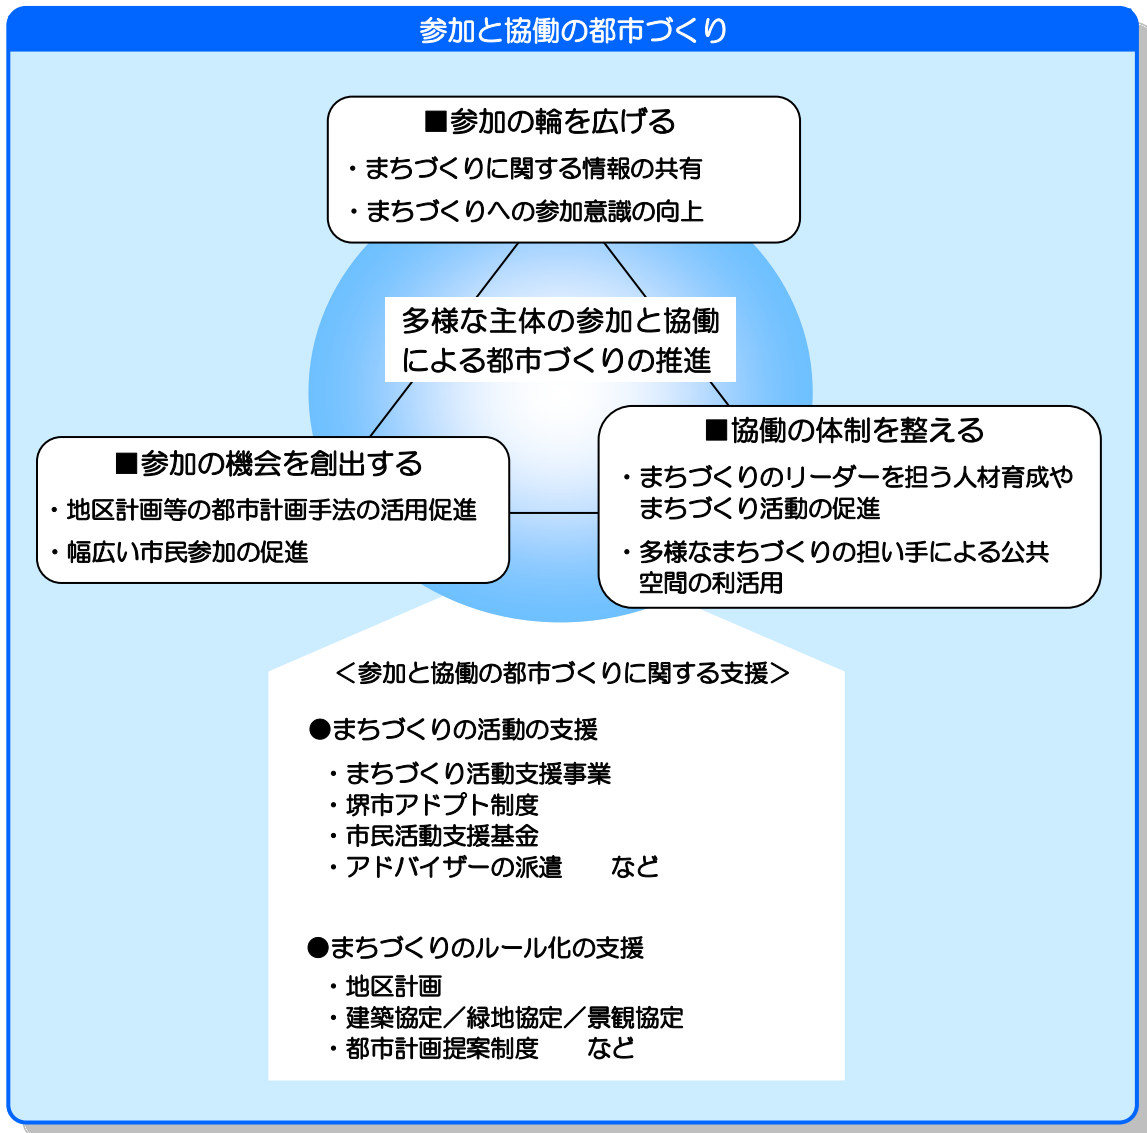 参加と協働の都市づくり
■参加の輪を広げる
・まちづくりに関する情報の共有
・まちづくりへの参加意識の向上
多様な主体の参加と協働
による都市づくりの推進
■参加の機会を創出する
・地区計画等の都市計画手法の活用促進
・幅広い市民参加の促進
■協働の体制を整える
・まちづくりのリーダーを担う人材育成や
まちづくり活動の促進
・多様なまちづくりの担い手による公共
空間の利活用
＜参加と協働の都市づくりに関する支援＞
●まちづくりの活動の支援
・まちづくり活動支援事業
・堺市アドプト制度
・市民活動支援基金
・アドバイザーの派遣　　など
●まちづくりのルール化の支援
・地区計画
・建築協定／緑地協定／景観協定
・都市計画提案制度　　など